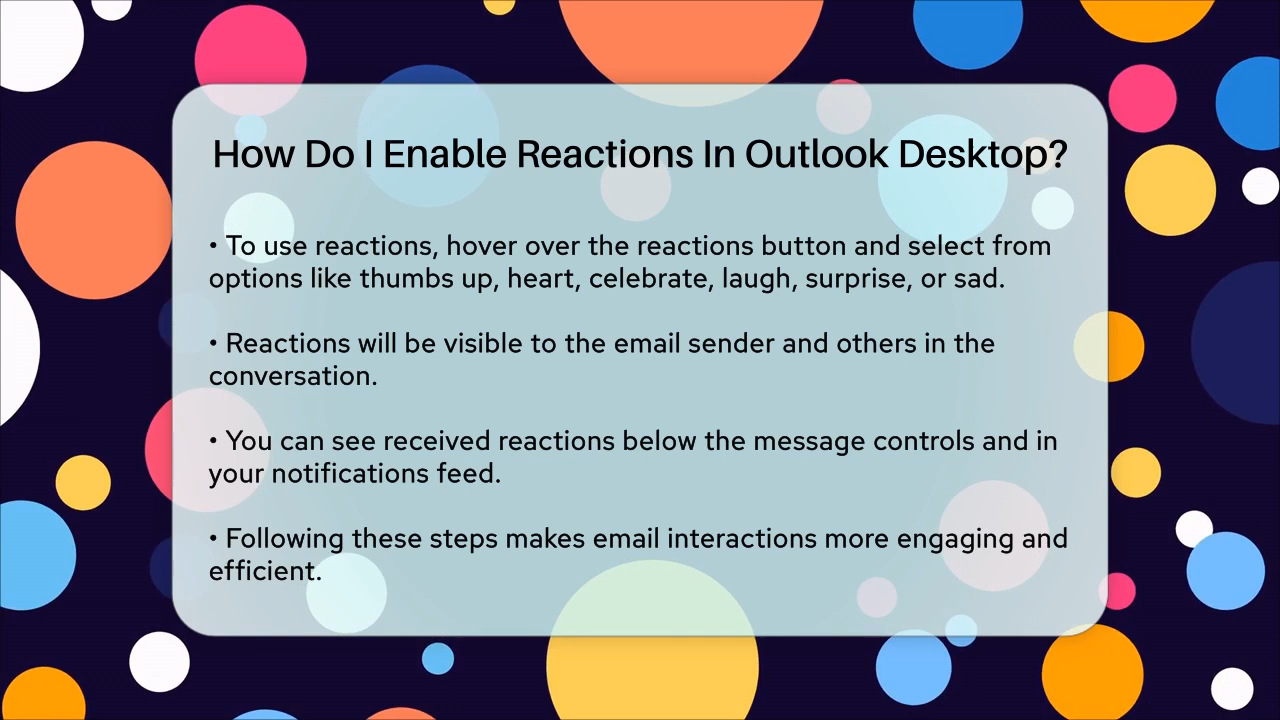 How Do I Enable Reactions In Outlook Desktop?
• To use reactions, hover over the reactions button and select from
options like thumbs up, heart, celebrate, laugh, surprise, or sad.
• Reactions will be visible to the email sender and others in the
conversation.
• You can see received reactions below the message controls and in
your notifications feed.
• Following these steps makes email interactions more engaging and
efficient.